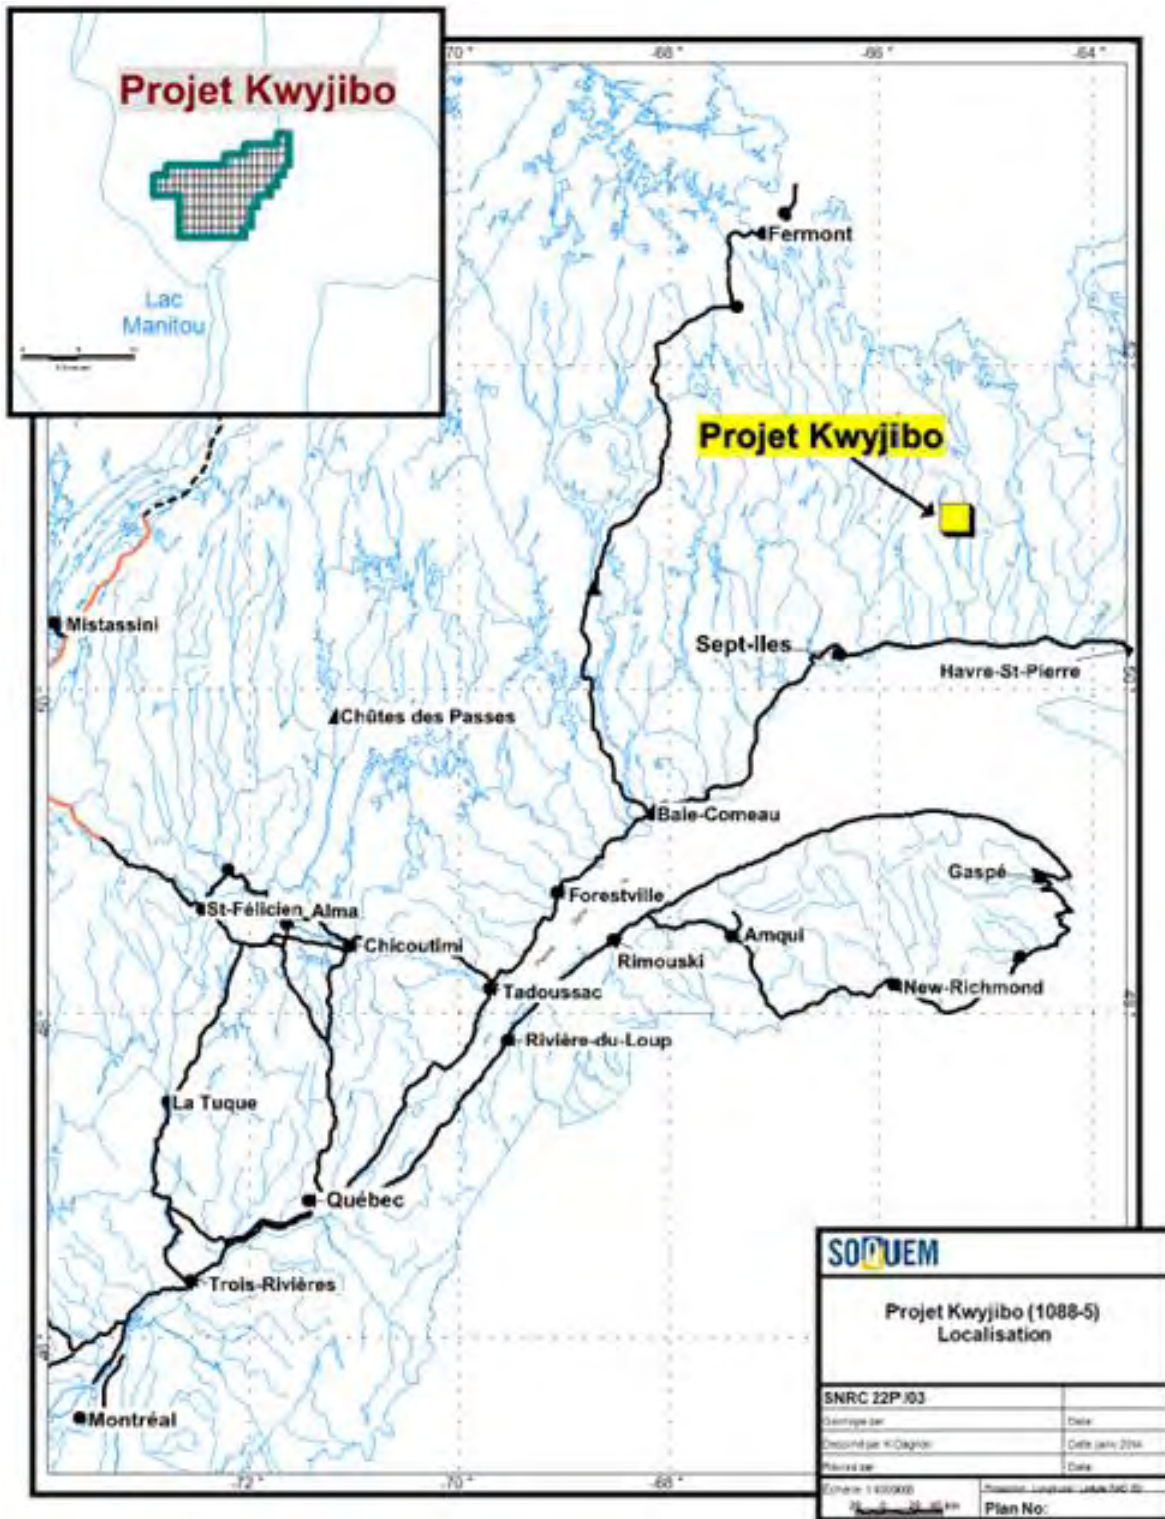 Projet Kwyjibo
Lac
Manitou
-70 °
-68 °
-66 °
-64 °
Fermont
Projet Kwyjibo
Mistassini
Sept-Iles
Havre-St-Pierre
Chûtes des Passes
Baie-Comeau
Gaspé
Forestville
St-Félicien
Alma
Chicoutimi
Amqui
Rimouski
New-Richmond
Tadoussac
Rivière-du-Loup
La Tuque
Québec
Trois-Rivières
Montréal
-72 °
-70 °
-68 °
SOQUEM
Projet Kwyjibo (1088-5)
Localisation
SNRC 22P/03
Date:
Date:
Plan No: